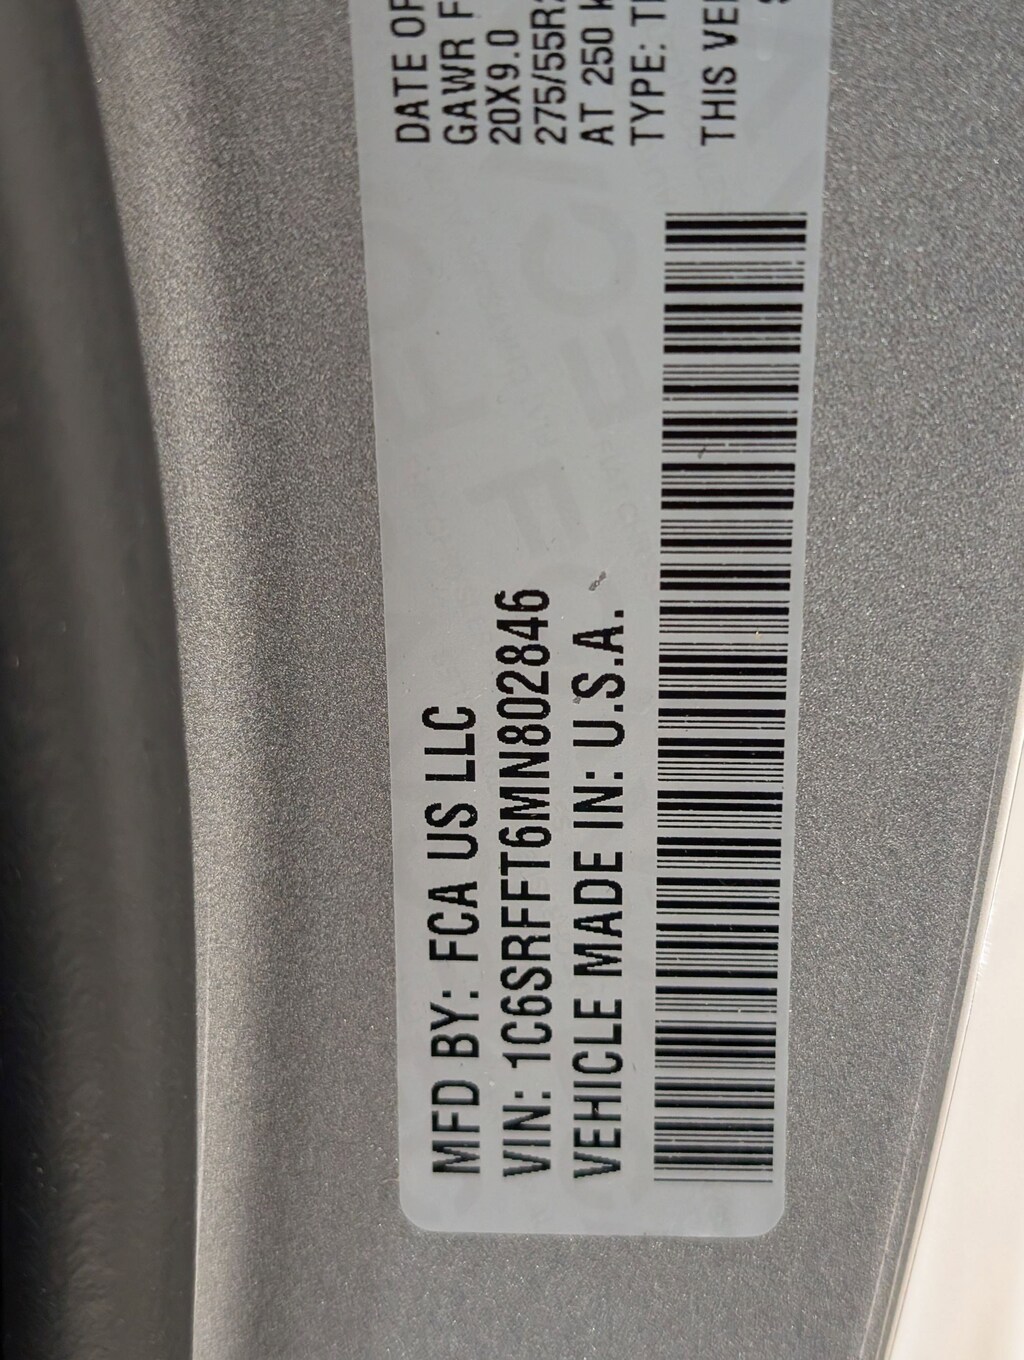 MFD BY: FCA US LLC
VIN: 1C6SRFFT6MN802846
VEHICLE MADE IN: U.S.A.
DATE OF
GAWR F
20X9.0
275/55R
AT 250
TYPE:
THIS